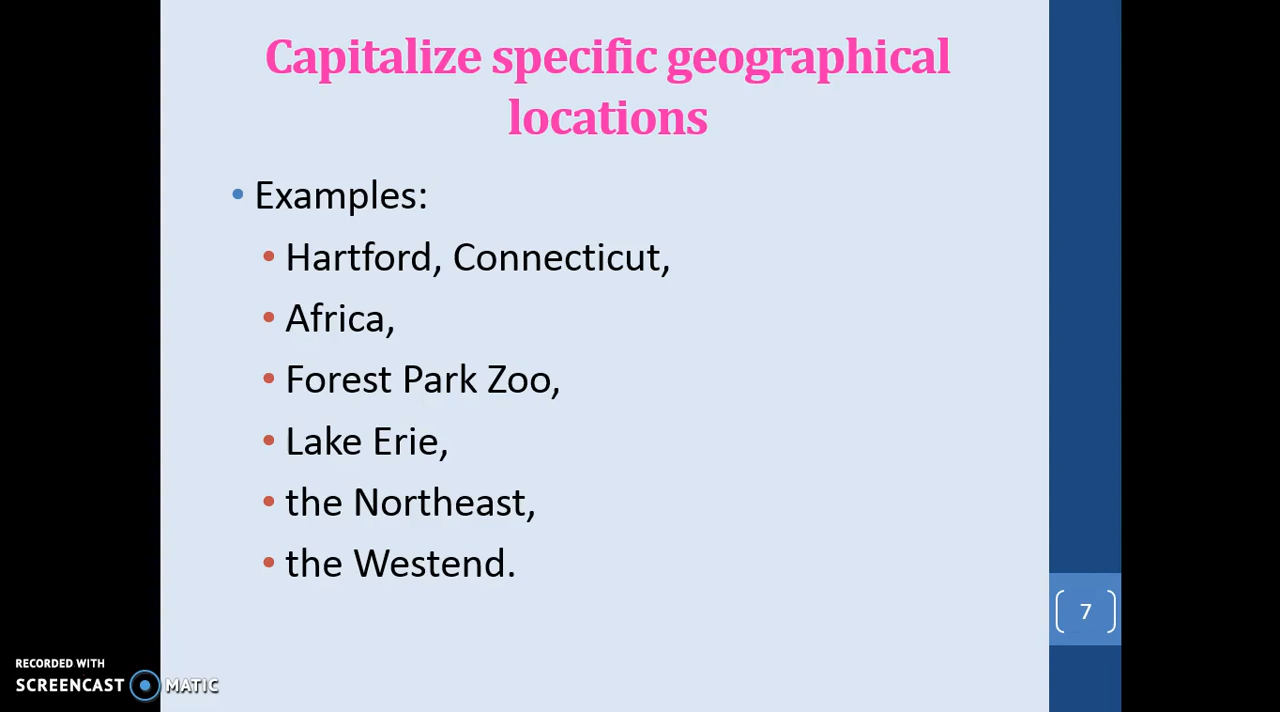 Capitalize specific geographical
locations
• Examples:
• Hartford, Connecticut,
• Africa,
• Forest Park Zoo,
• Lake Erie,
• the Northeast,
• the Westend.
7
RECORDED WITH
SCREENCAST MATIC